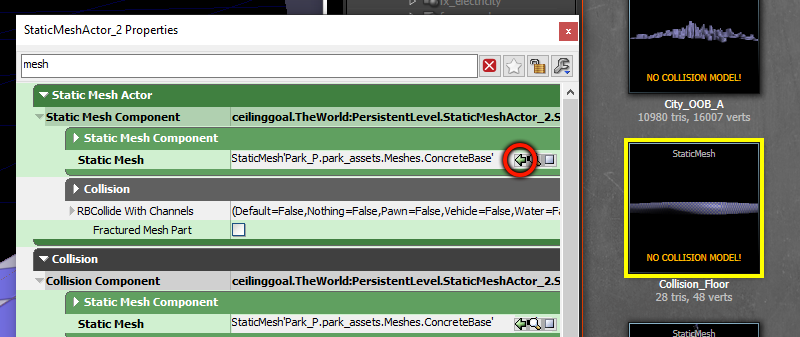 fx_electricity
StaticMeshActor_2 Properties
mesh
Static Mesh Actor
Static Mesh Component
ceilinggoal.TheWorld:PersistentLevel.StaticMeshActor_2.S
Static Mesh Component
Static Mesh
StaticMesh'Park_P.park_assets.Meshes.ConcreteBase'
Collision
RBCollide With Channels
(Default=False,Nothing=False,Pawn=False,Vehicle=False,Water=Fa
Fractured Mesh Part
Collision
Collision Component
ceilinggoal.TheWorld:PersistentLevel.StaticMeshActor_2.S
Static Mesh Component
Static Mesh
StaticMesh'Park_P.park_assets.Meshes.ConcreteBase'
NO COLLISION MODEL!
City_OOB_A
10980 tris, 16007 verts
StaticMesh
NO COLLISION MODEL!
Collision_Floor
28 tris, 48 verts
StaticMesh